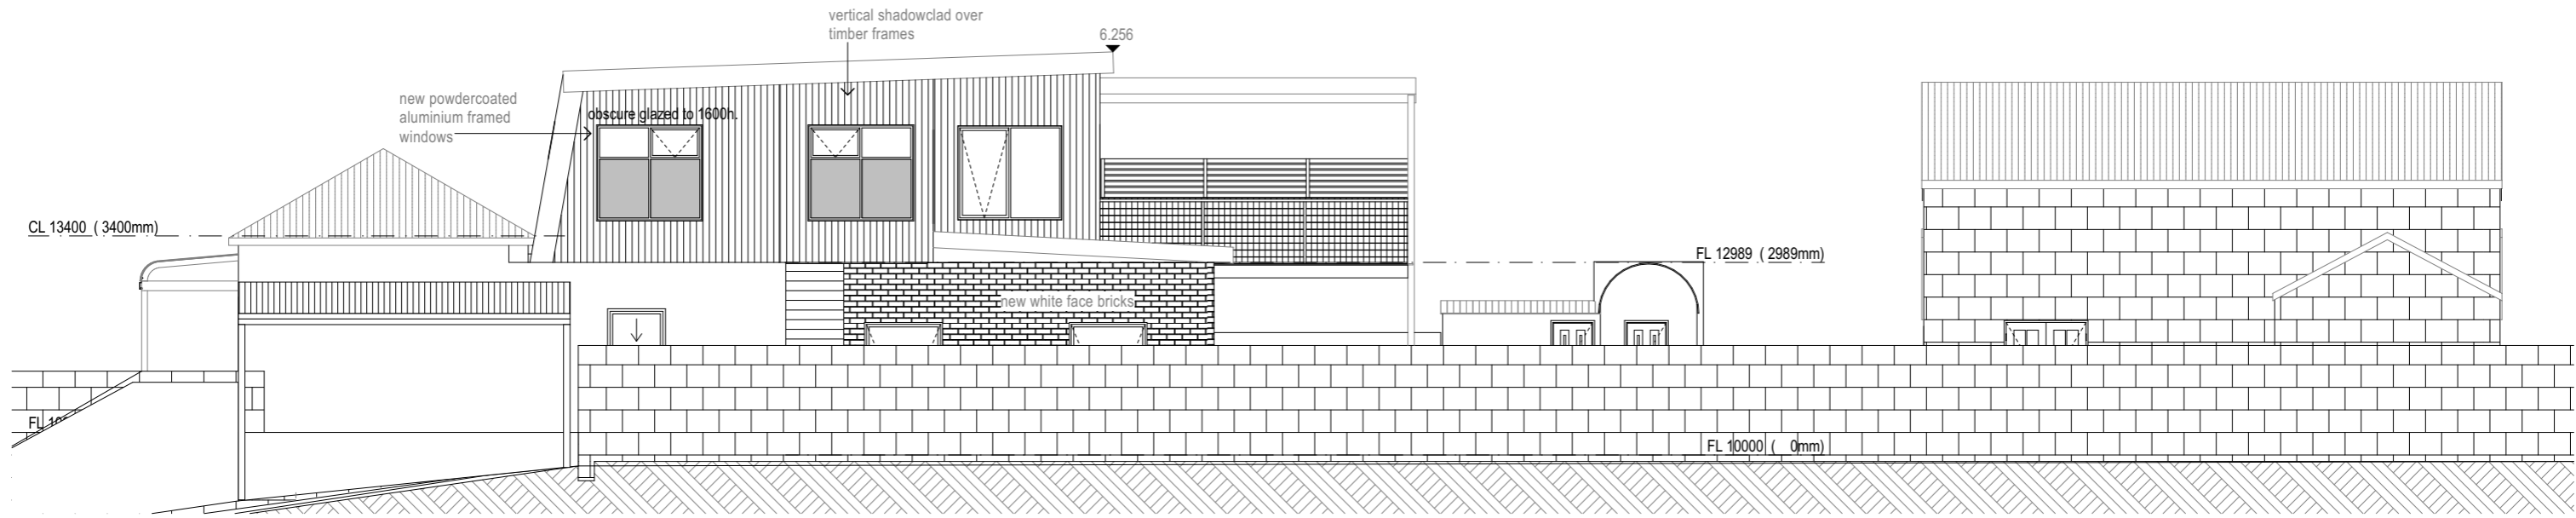 vertical shadowclad over
timber frames
6.256
new powdercoated
aluminium framed
windows
obscure glazed to 1600h.
CL 13400 ( 3400mm)
FL 12989 ( 2989mm)
new white face bricks
FL
FL 10000 ( 0mm)